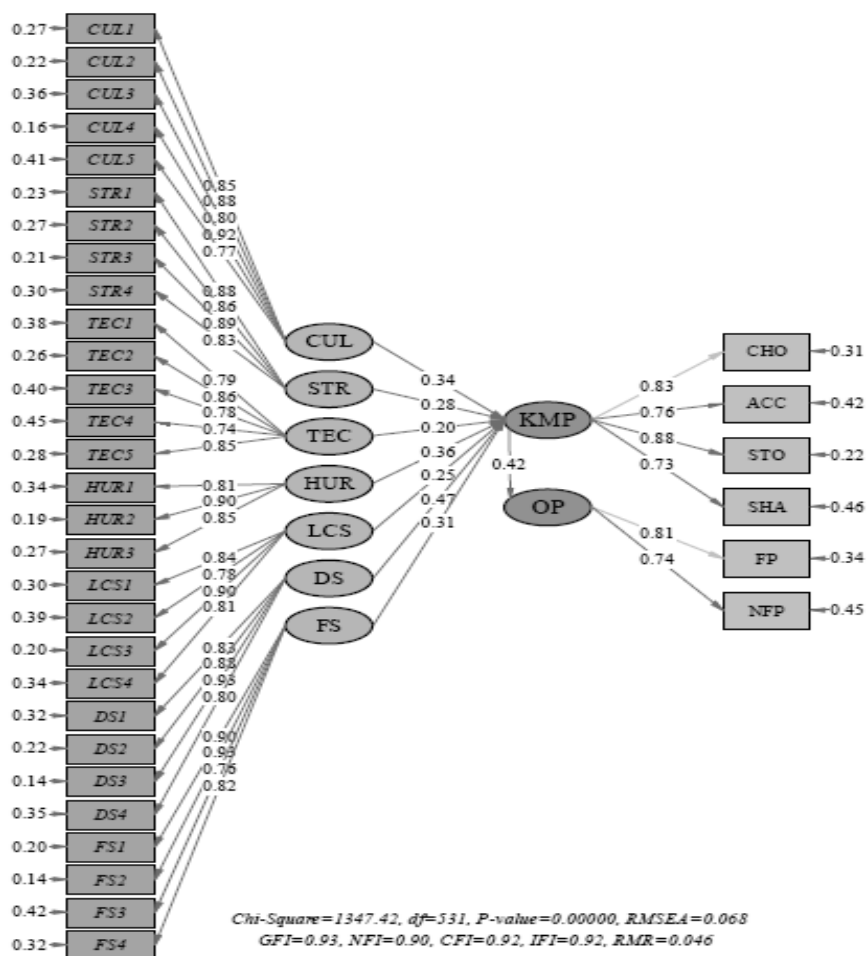 0.27 CUL1
0.22 CUL2
0.36 CUL3
0.16 CUL4
0.41 CUL5
0.23 STR1
0.27 STR2
0.21 STR3
0.30 STR4
0.38 TEC1
0.26 TEC2
0.40 TEC3
0.45 TEC4
0.28 TEC5
0.34 HUR1
0.19 HUR2
0.27 HUR3
0.30 LCS1
0.39 LCS2
0.20 LCS3
0.34 LCS4
0.32 DS1
0.22 DS2
0.14 DS3
0.35 DS4
0.20 FS1
0.14 FS2
0.42 FS3
0.32 FS4
0.85
0.88
0.80
0.92
0.77
0.88
0.86
0.89
0.83
0.79
0.86
0.78
0.74
0.85
0.81
0.90
0.85
0.84
0.78
0.90
0.81
0.83
0.88
0.93
0.80
0.90
0.93
0.76
0.82
CUL
STR
TEC
HUR
LCS
DS
FS
0.34
0.28
0.20
0.36
0.25
0.47
0.31
KMP
0.42
OP
0.83
0.76
0.88
0.73
0.81
0.74
CHO 0.31
ACC 0.42
STO 0.22
SHA 0.46
FP 0.34
NFP 0.45
Chi-Square=1347.42, df=531, P-value=0.00000, RMSEA=0.068
GFI=0.93, NFI=0.90, CFI=0.92, IFI=0.92, RMR=0.046